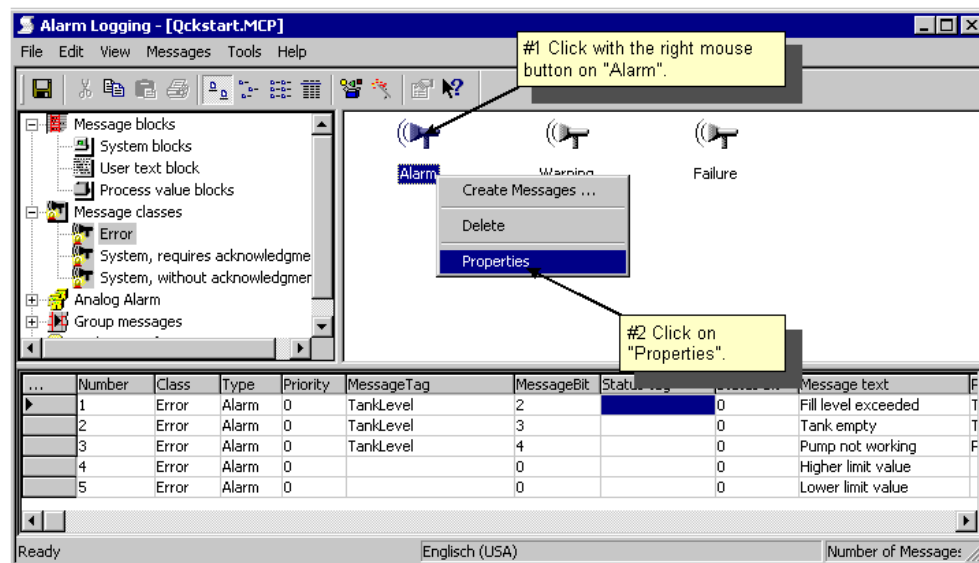 Alarm Logging - [Qckstart.MCP]
File Edit View Messages Tools Help
#1 Click with the right mouse
button on "Alarm".
Message blocks
System blocks
User text block
Process value blocks
Message classes
Error
System, requires acknowledgme
System, without acknowledgmer
Analog Alarm
Group messages
Alarm
Warning
Failure
Create Messages ...
Delete
Properties
#2 Click on
"Properties".
... Number Class Type Priority MessageTag MessageBit Status Message text
1 Error Alarm 0 TankLevel 2 0 Fill level exceeded T
2 Error Alarm 0 TankLevel 3 0 Tank empty T
3 Error Alarm 0 TankLevel 4 0 Pump not working F
4 Error Alarm 0 0 0 Higher limit value
5 Error Alarm 0 0 0 Lower limit value
Ready
Englisch (USA)
Number of Messages